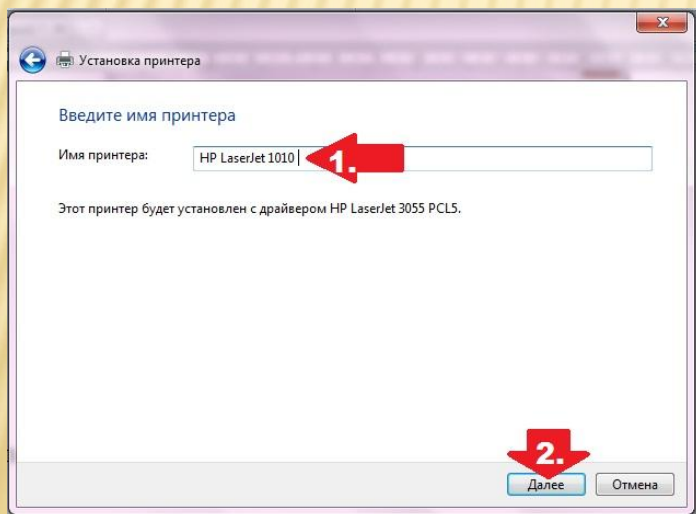 Установка принтера
Введите имя принтера
Имя принтера: HP LaserJet 1010 1.
Этот принтер будет установлен с драйвером HP LaserJet 3055 PCL5.
2.
Далее Отмена